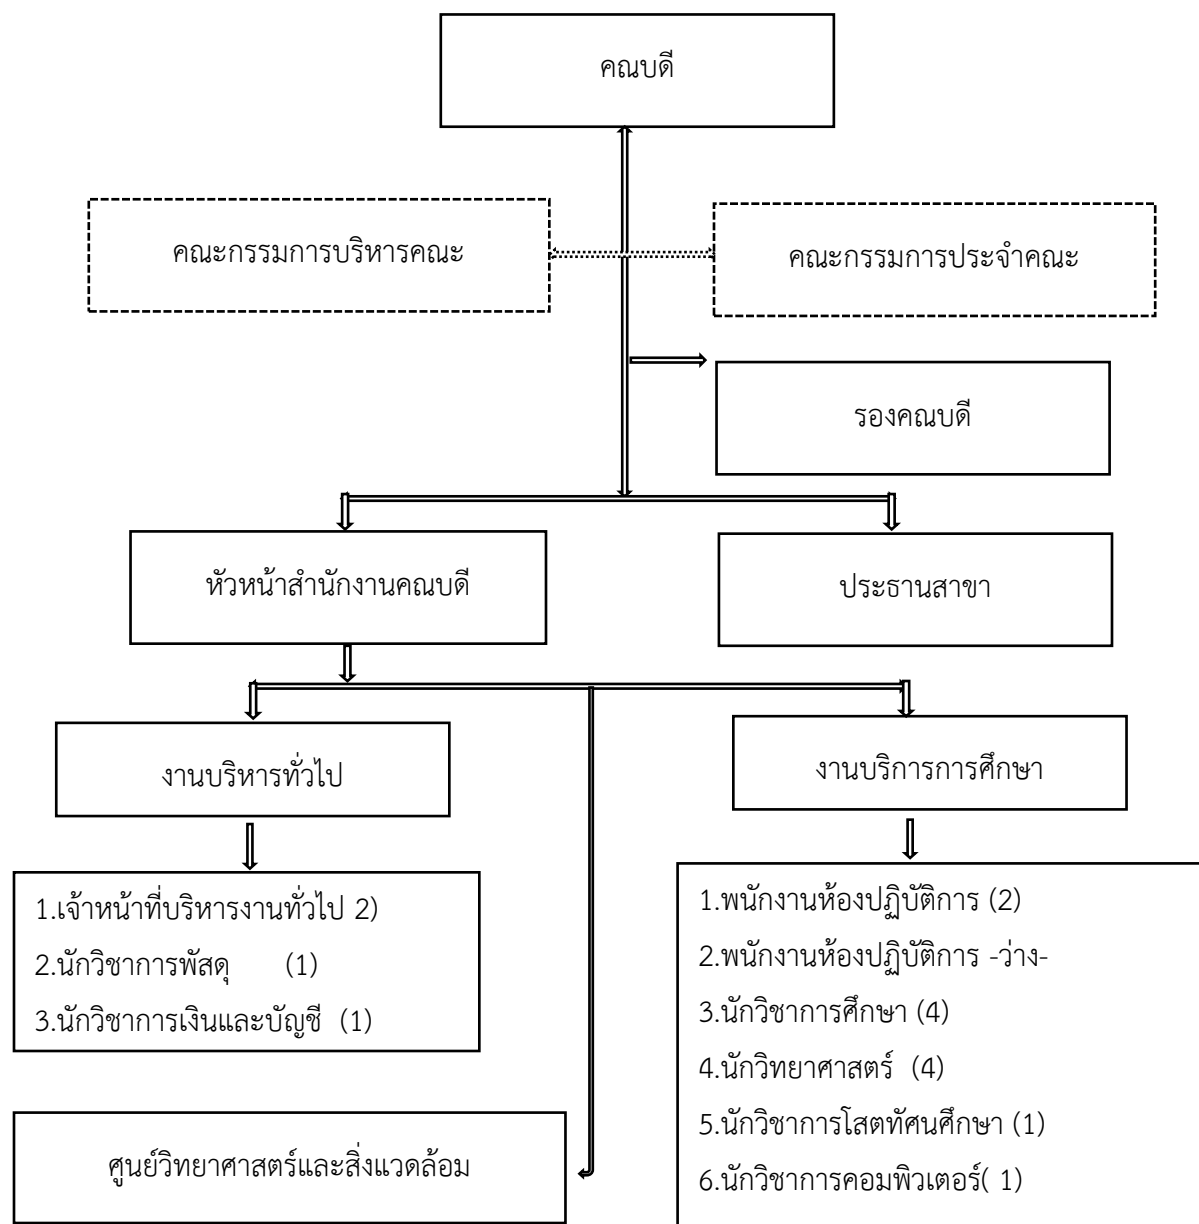 คณบดี
คณะกรรมการบริหารคณะ
คณะกรรมการประจำคณะ
รองคณบดี
หัวหน้าสำนักงานคณบดี
ประธานสาขา
งานบริหารทั่วไป
งานบริการการศึกษา
1.เจ้าหน้าที่บริหารงานทั่วไป 2)
2.นักวิชาการพัสดุ (1)
3.นักวิชาการเงินและบัญชี (1)
1.พนักงานห้องปฏิบัติการ (2)
2.พนักงานห้องปฏิบัติการ -ว่าง-
3.นักวิชาการศึกษา (4)
4.นักวิทยาศาสตร์ (4)
5.นักวิชาการโสตทัศนศึกษา (1)
6.นักวิชาการคอมพิวเตอร์( 1)
ศูนย์วิทยาศาสตร์และสิ่งแวดล้อม